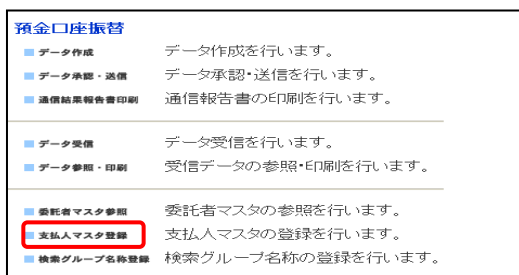 預金口座振替
データ作成 データ作成を行います。
データ承認・送信 データ承認・送信を行います。
通信結果報告書印刷 通信報告書の印刷を行います。
データ受信 データ受信を行います。
データ参照・印刷 受信データの参照・印刷を行います。
委託者マスタ参照 委託者マスタの参照を行います。
支払人マスタ登録 支払人マスタの登録を行います。
検索グループ名称登録 検索グループ名称の登録を行います。